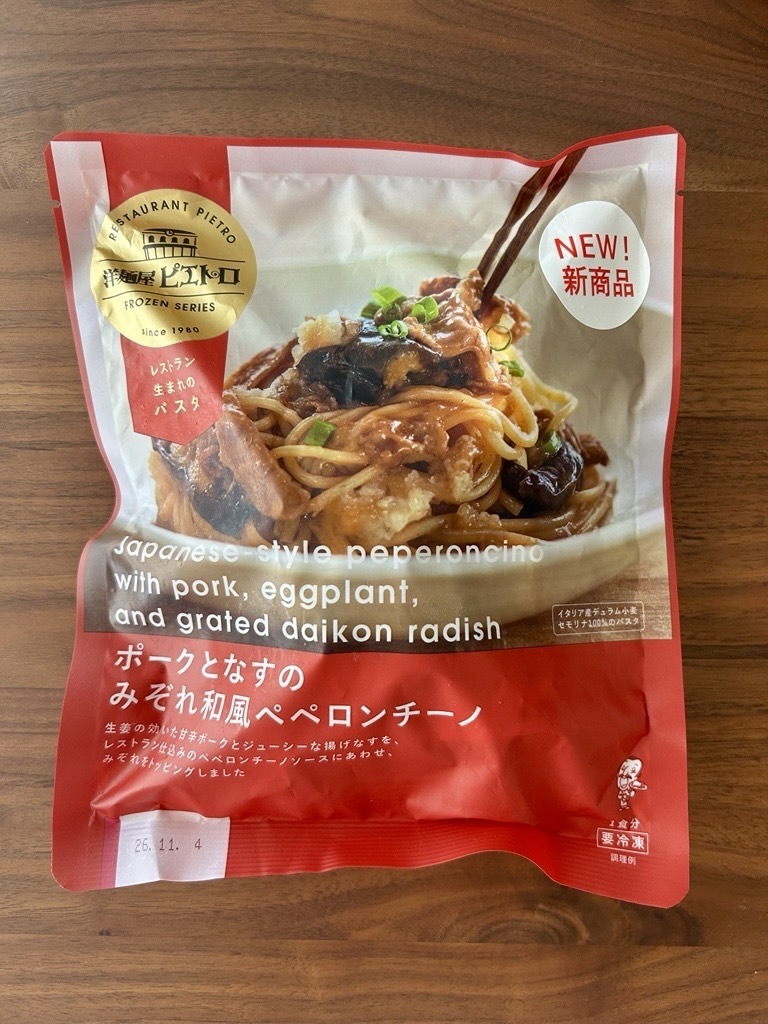 RESTAURANT PIETRO
洋麺屋 ピエトロ
FROZEN SERIES
since 1980
レストラン
生まれの
パスタ
NEW!
新商品
Japanese-style peperoncino
with pork, eggplant,
and grated daikon radish
イタリア産デュラム小麦
セモリナ100%のパスタ
ポークとなすの
みぞれ和風ペペロンチーノ
生姜の効いた甘辛ポークとジューシーな揚げなすを、
レストラン仕込みのペペロンチーノソースにあわせ、
みぞれをトッピングしました
1食分
要冷凍
調理例
26.11. 4